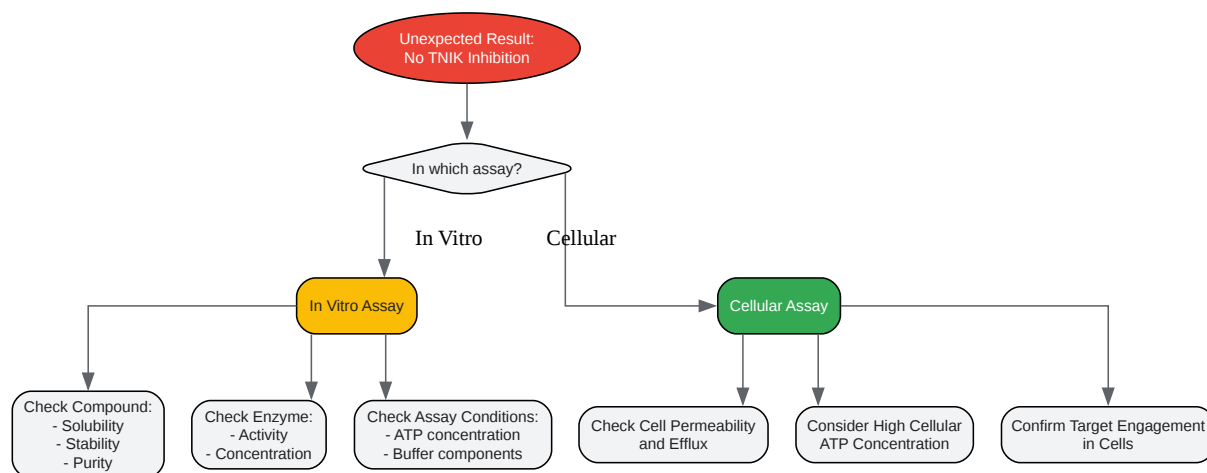 Unexpected Result:
No TNIK Inhibition
In which assay?
In Vitro
Cellular
In Vitro Assay
Cellular Assay
Check Compound:
- Solubility
- Stability
- Purity
Check Enzyme:
- Activity
- Concentration
Check Assay Conditions:
- ATP concentration
- Buffer components
Check Cell Permeability
and Efflux
Consider High Cellular
ATP Concentration
Confirm Target Engagement
in Cells